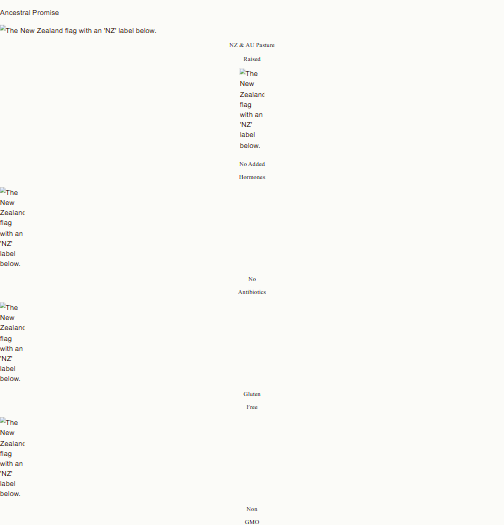 Ancestral Promise
The New Zealand flag with an 'NZ' label below.
NZ & AU Pasture
Raised
The
New
Zealand
flag
with an
'NZ'
label
below.
No Added
Hormones
The
New
Zealand
flag
with an
'NZ'
label
below.
No
Antibiotics
The
New
Zealand
flag
with an
'NZ'
label
below.
Gluten
Free
The
New
Zealand
flag
with an
'NZ'
label
below.
Non
GMO